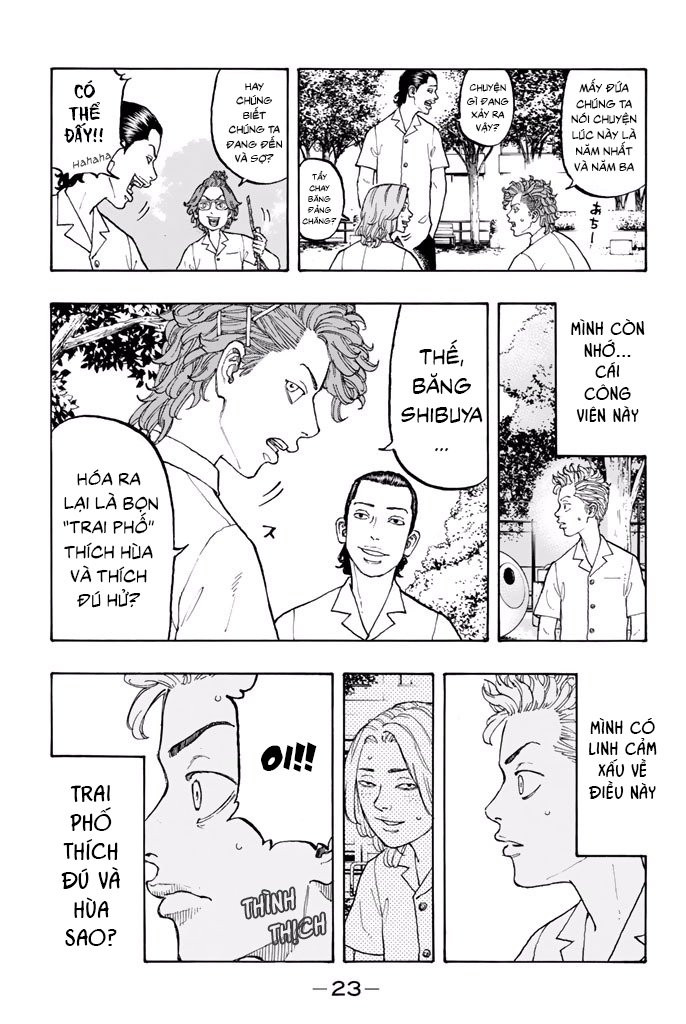 MẤY ĐỨA
CHÚNG TA
NÓI CHUYỆN
LÚC NÀY LÀ
NĂM NHẤT
VÀ NĂM BA
あちー
CHUYỆN
GÌ ĐANG
XẢY RA
VẬY?
TẨY
CHAY
BĂNG
ĐẢNG
CHĂNG?
HAY
CHÚNG
BIẾT
CHÚNG TA
ĐANG ĐẾN
VÀ SỢ?
CÓ
THỂ
ĐẤY!!
Hahaha
MÌNH CÒN
NHỚ...
CÁI
CÔNG
VIÊN NÀY
THẾ,
BĂNG
SHIBUYA
...
ス
HÓA RA
LẠI LÀ BỌN
"TRAI PHỐ"
THÍCH HÙA
VÀ THÍCH
ĐÚ HỬ?
MÌNH CÓ
LINH CẢM
XẤU VỀ
ĐIỀU NÀY
OI!!
THÌNH
THỊCH
TRAI
PHỐ
THÍCH
ĐÚ VÀ
HÙA
SAO?
-23-